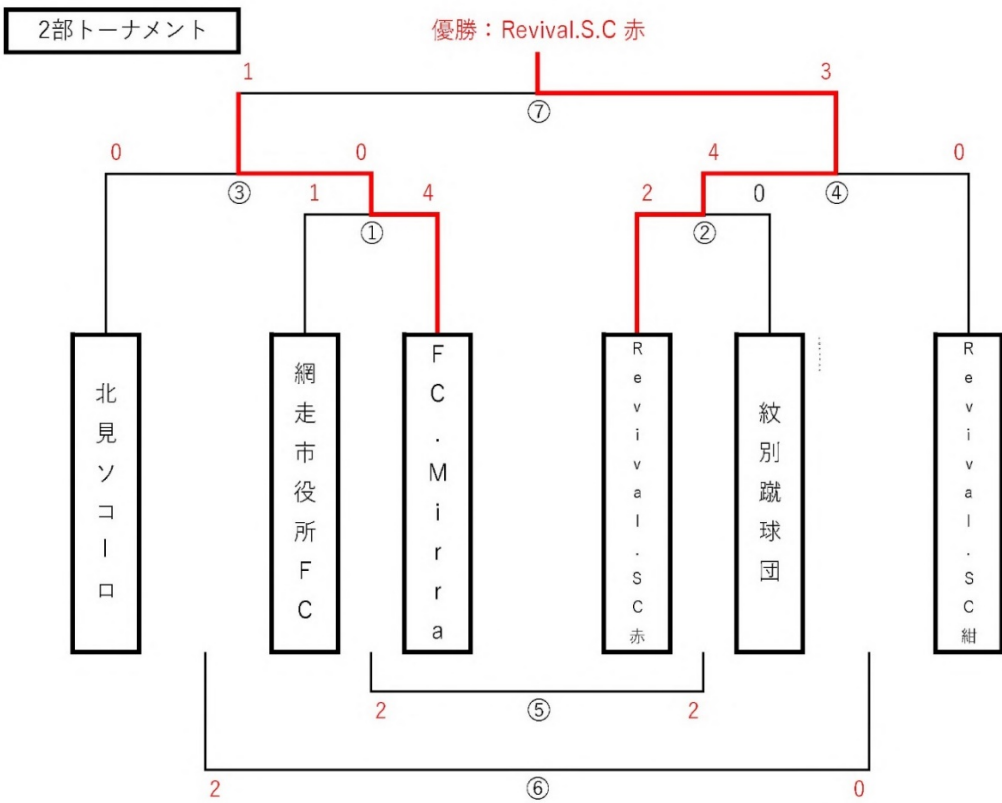 2部トーナメント
優勝：Revival.S.C 赤
1
3
⑦
0
0
4
0
③
④
1
4
2
0
①
②
北見ソコーロ
網走市役所FC
FC.Mirra
Revival.SC赤
紋別蹴球団
Revival.SC紺
2
⑤
2
2
⑥
0